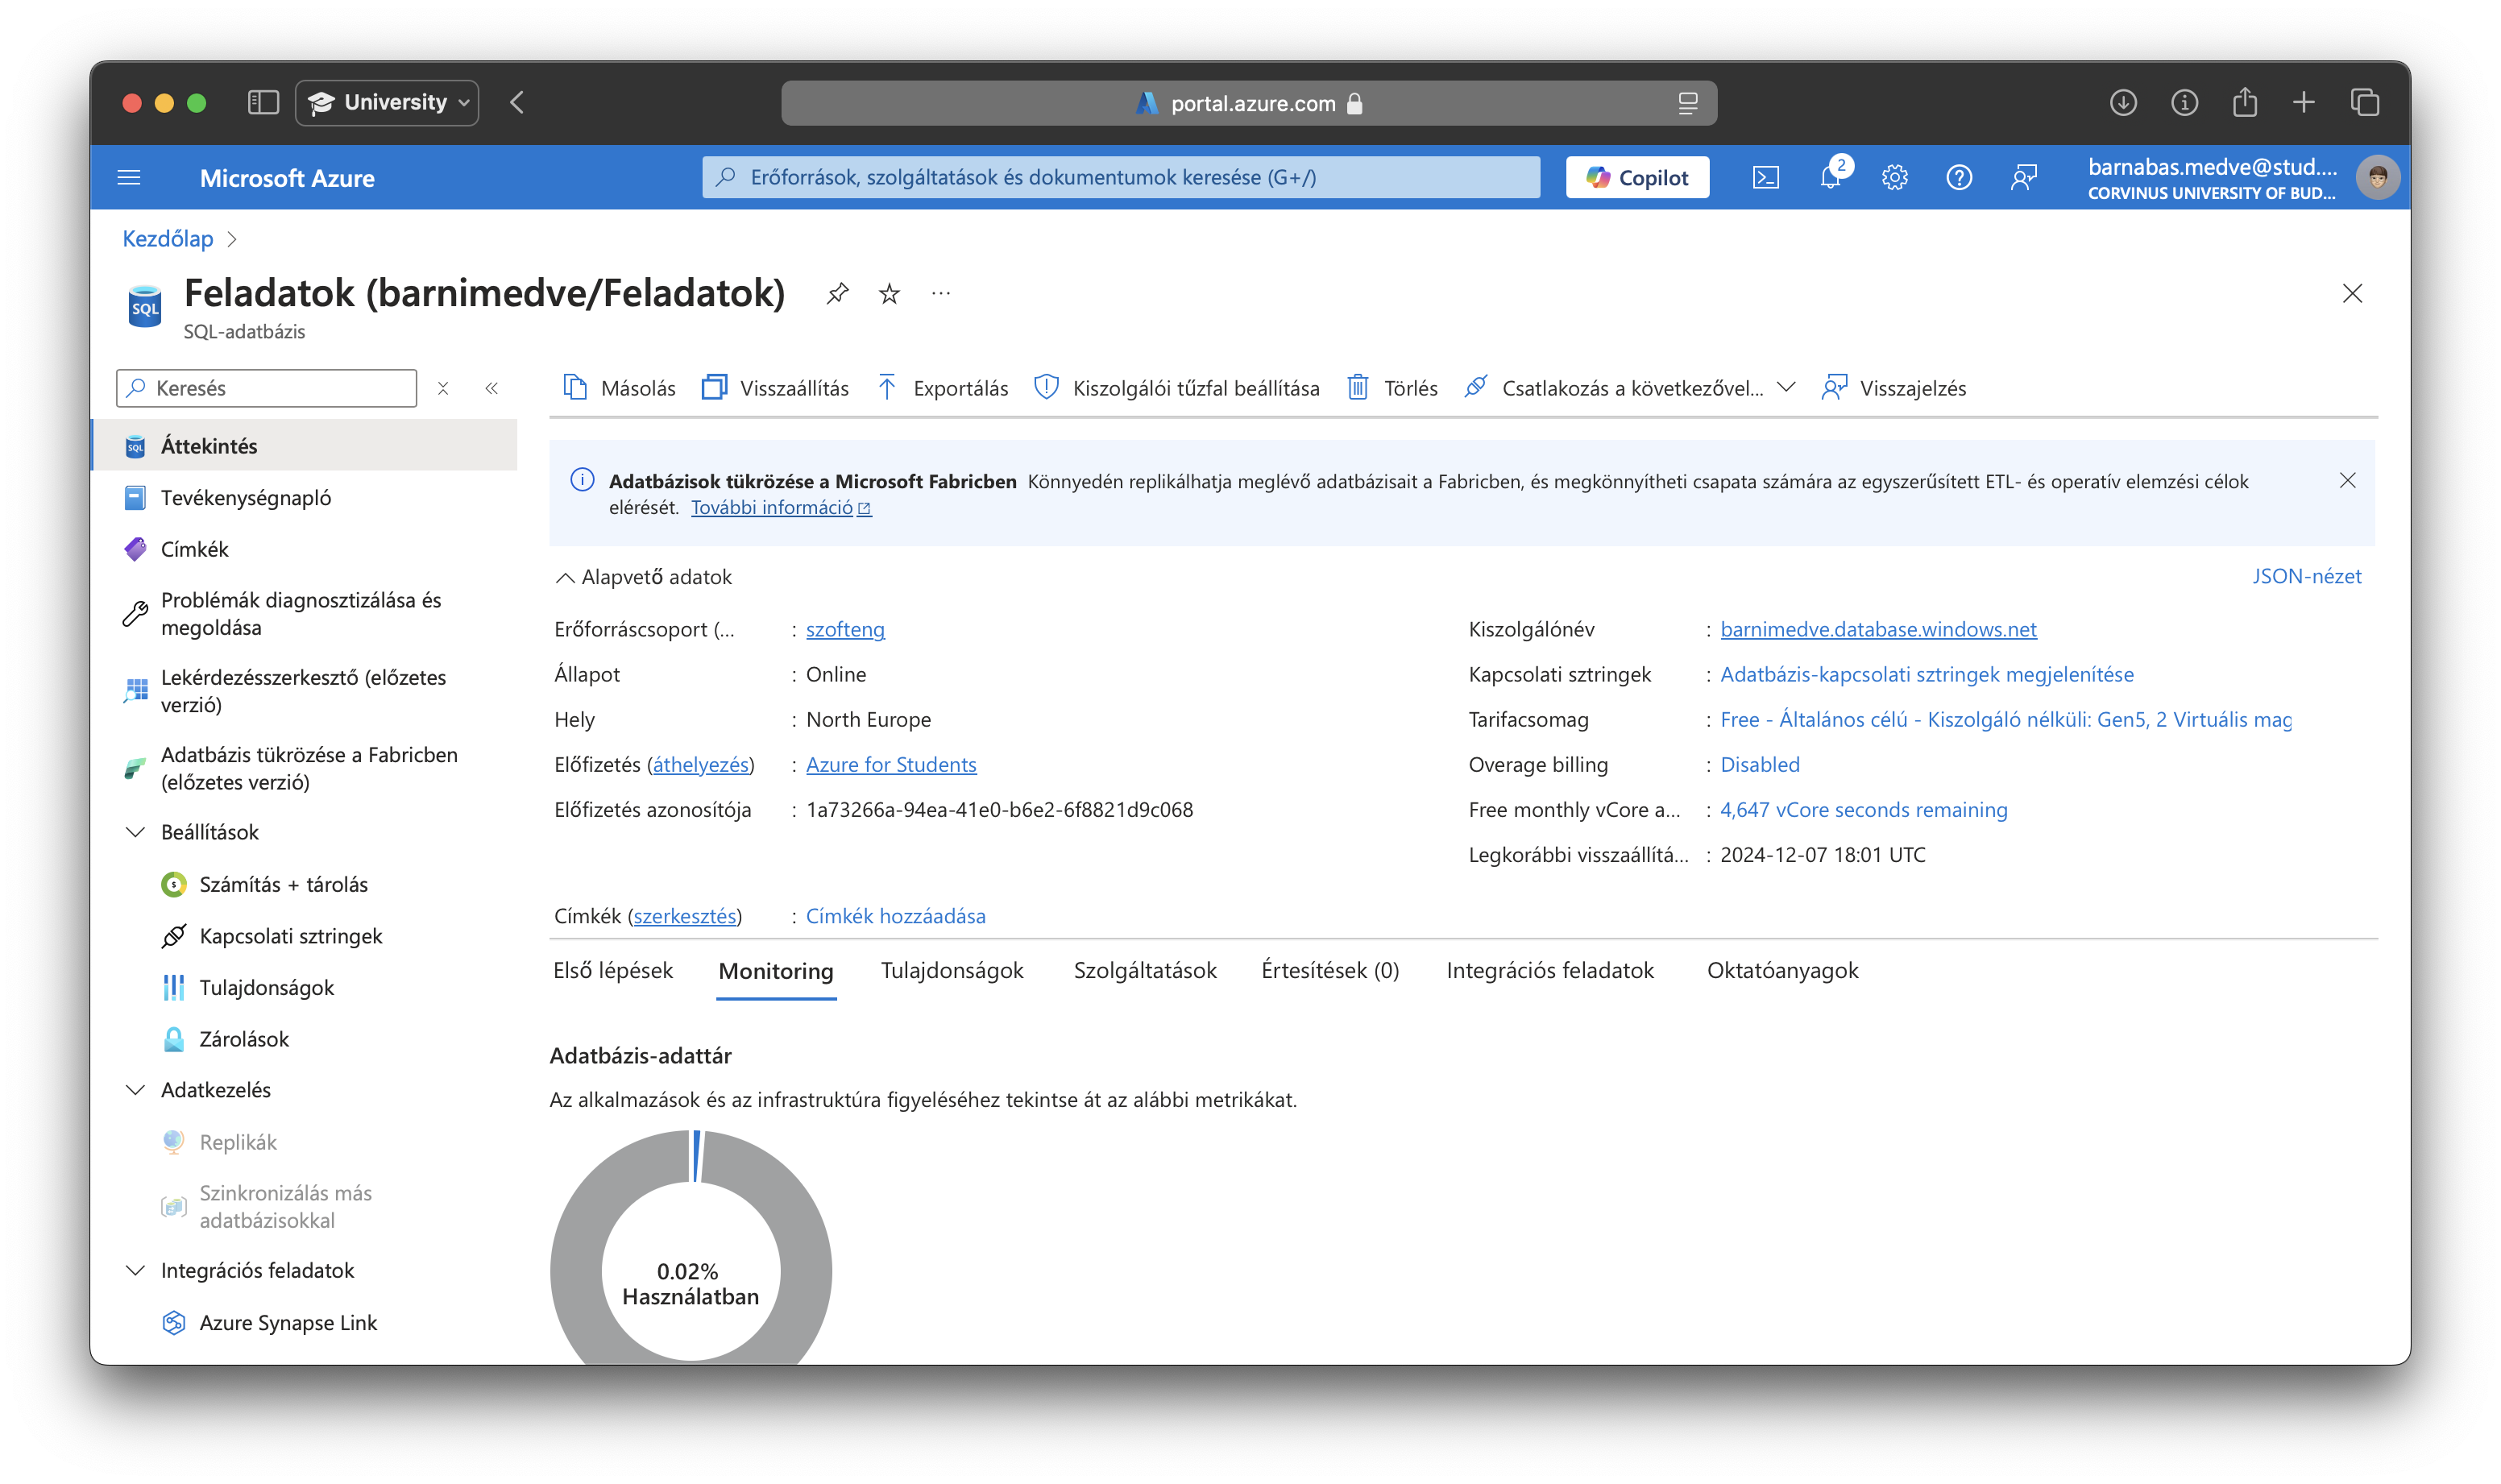 University
portal.azure.com
Microsoft Azure
Erőforrások, szolgáltatások és dokumentumok keresése (G+/)
Copilot
2
barnabas.medve@stud....
CORVINUS UNIVERSITY OF BUD...
Kezdőlap
SQL
Feladatok (barnimedve/Feladatok)
SQL-adatbázis
Keresés
Másolás
Visszaállítás
Exportálás
Kiszolgálói tűzfal beállítása
Törlés
Csatlakozás a következővel...
Visszajelzés
SQL
Áttekintés
Tevékenységnapló
Címkék
Problémák diagnosztizálása és
megoldása
Lekérdezésszerkesztő (előzetes
verzió)
Adatbázis tükrözése a Fabricben
(előzetes verzió)
Beállítások
Számítás + tárolás
Kapcsolati sztringek
Tulajdonságok
Zárolások
Adatkezelés
Replikák
Szinkronizálás más
adatbázisokkal
Integrációs feladatok
Azure Synapse Link
Adatbázisok tükrözése a Microsoft Fabricben Könnyedén replikálhatja meglévő adatbázisait a Fabricben, és megkönnyítheti csapata számára az egyszerűsített ETL- és operatív elemzési célok
elérését. További információ
Alapvető adatok
JSON-nézet
Erőforráscsoport (... : szofteng
Állapot : Online
Hely : North Europe
Előfizetés (áthelyezés) : Azure for Students
Előfizetés azonosítója : 1a73266a-94ea-41e0-b6e2-6f8821d9c068
Kiszolgálónév : barnimedve.database.windows.net
Kapcsolati sztringek : Adatbázis-kapcsolati sztringek megjelenítése
Tarifacsomag : Free - Általános célú - Kiszolgáló nélküli: Gen5, 2 Virtuális mag
Overage billing : Disabled
Free monthly vCore a... : 4,647 vCore seconds remaining
Legkorábbi visszaállítá... : 2024-12-07 18:01 UTC
Címkék (szerkesztés) : Címkék hozzáadása
Első lépések
Monitoring
Tulajdonságok
Szolgáltatások
Értesítések (0)
Integrációs feladatok
Oktatóanyagok
Adatbázis-adattár
Az alkalmazások és az infrastruktúra figyeléséhez tekintse át az alábbi metrikákat.
0.02%
Használatban